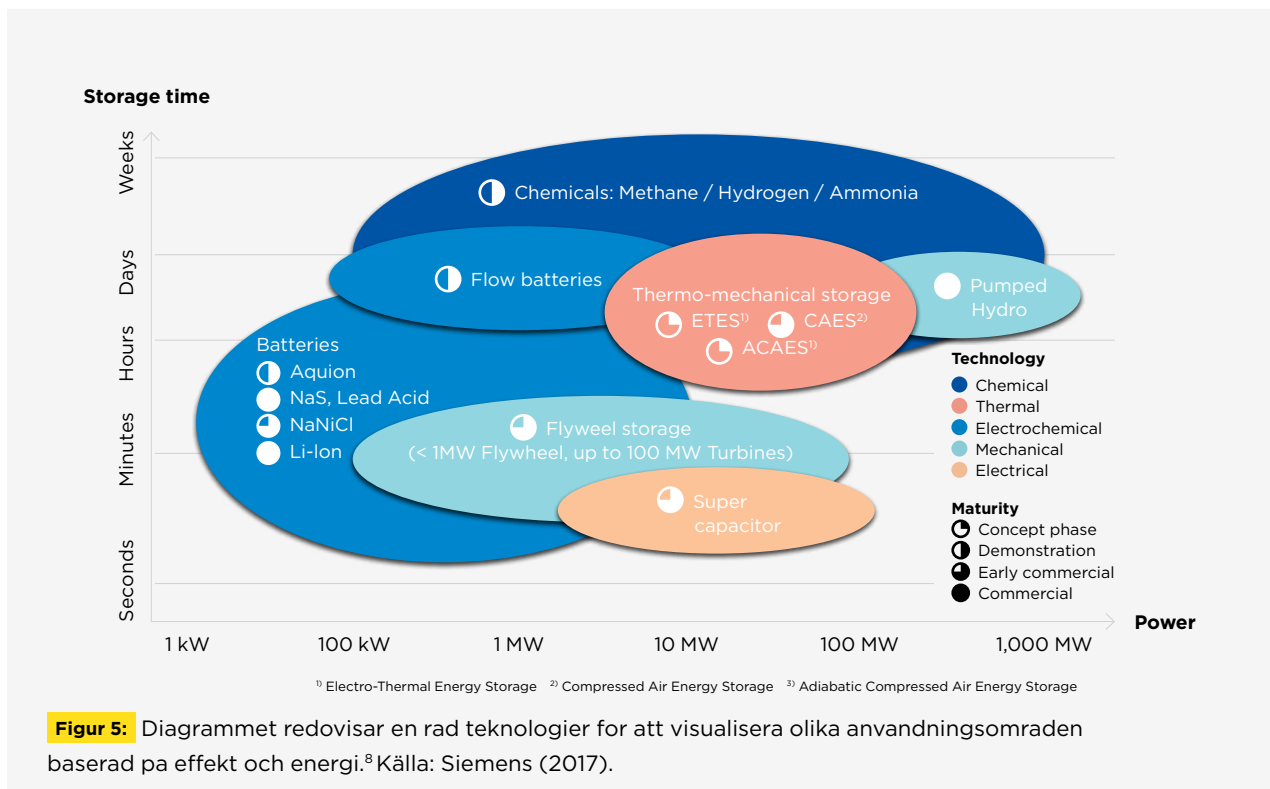 Storage time
Weeks
Days
Hours
Minutes
Seconds
Chemicals: Methane / Hydrogen / Ammonia
Flow batteries
Thermo-mechanical storage
ETES1) CAES2)
ACAES1)
Pumped
Hydro
Batteries
Aquion
NaS, Lead Acid
NaNiCl
Li-Ion
Flyweel storage
(< 1MW Flywheel, up to 100 MW Turbines)
Super
capacitor
Technology
Chemical
Thermal
Electrochemical
Mechanical
Electrical
Maturity
Concept phase
Demonstration
Early commercial
Commercial
Power
1 kW 100 kW 1 MW 10 MW 100 MW 1,000 MW
1) Electro-Thermal Energy Storage 2) Compressed Air Energy Storage 3) Adiabatic Compressed Air Energy Storage
Figur 5: Diagrammet redovisar en rad teknologier for att visualisera olika anvandningsomraden
baserad pa effekt och energi.8 Källa: Siemens (2017).